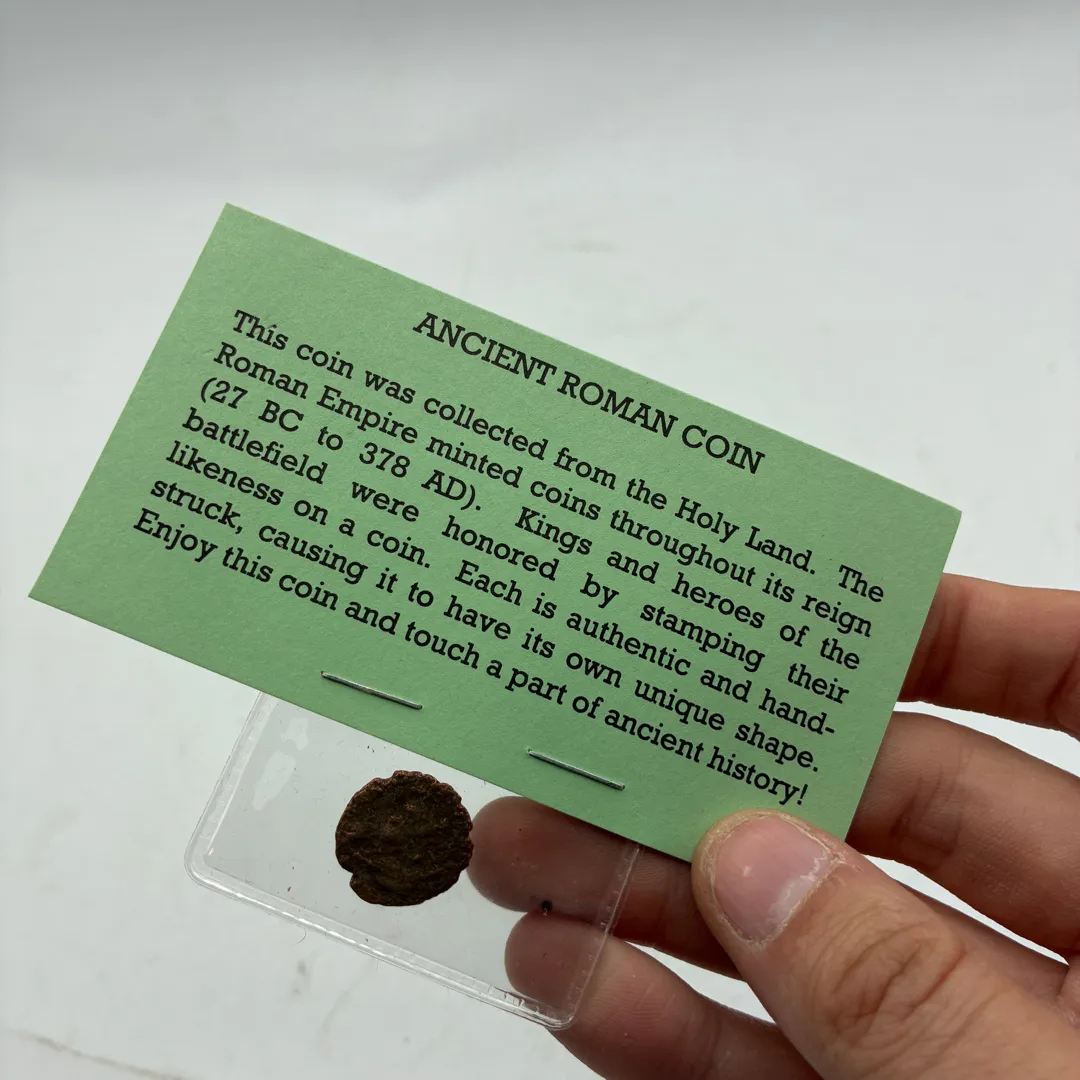 ANCIENT ROMAN COIN
This coin was collected from the Holy Land. The
Roman Empire minted coins throughout its reign
(27 BC to 378 AD). Kings and heroes of the
battlefield were honored by stamping their
likeness on a coin. Each is authentic and hand-
struck, causing it to have its own unique shape.
Enjoy this coin and touch a part of ancient history!